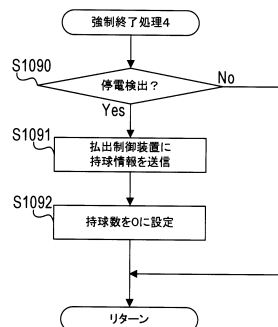 強制終了処理4
S1090
停電検出？
No
Yes
S1091
払出制御装置に
持球情報を送信
S1092
持球数を0に設定
リターン